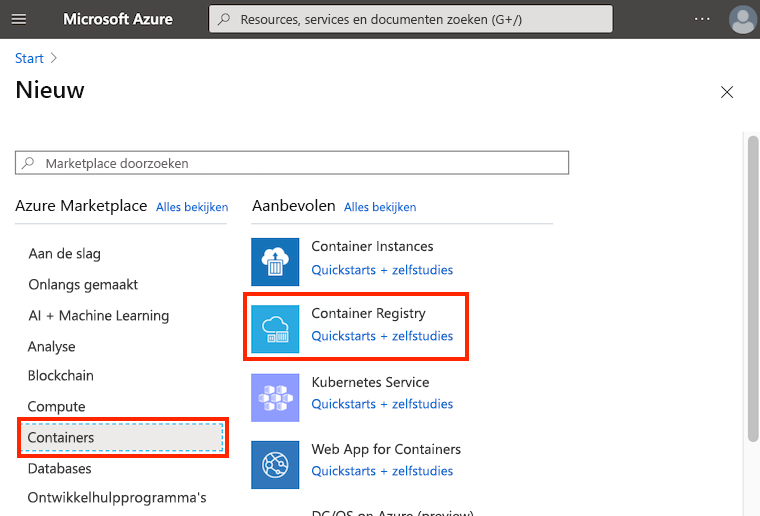 Microsoft Azure
Resources, services en documenten zoeken (G+/)
Start
Nieuw
Marketplace doorzoeken
Azure Marketplace Alles bekijken
Aan de slag
Onlangs gemaakt
AI + Machine Learning
Analyse
Blockchain
Compute
Containers
Databases
Ontwikkelhulpprogramma's
Aanbevolen Alles bekijken
Container Instances
Quickstarts + zelfstudies
Container Registry
Quickstarts + zelfstudies
Kubernetes Service
Quickstarts + zelfstudies
Web App for Containers
Quickstarts + zelfstudies
DC/OS on Azure (preview)